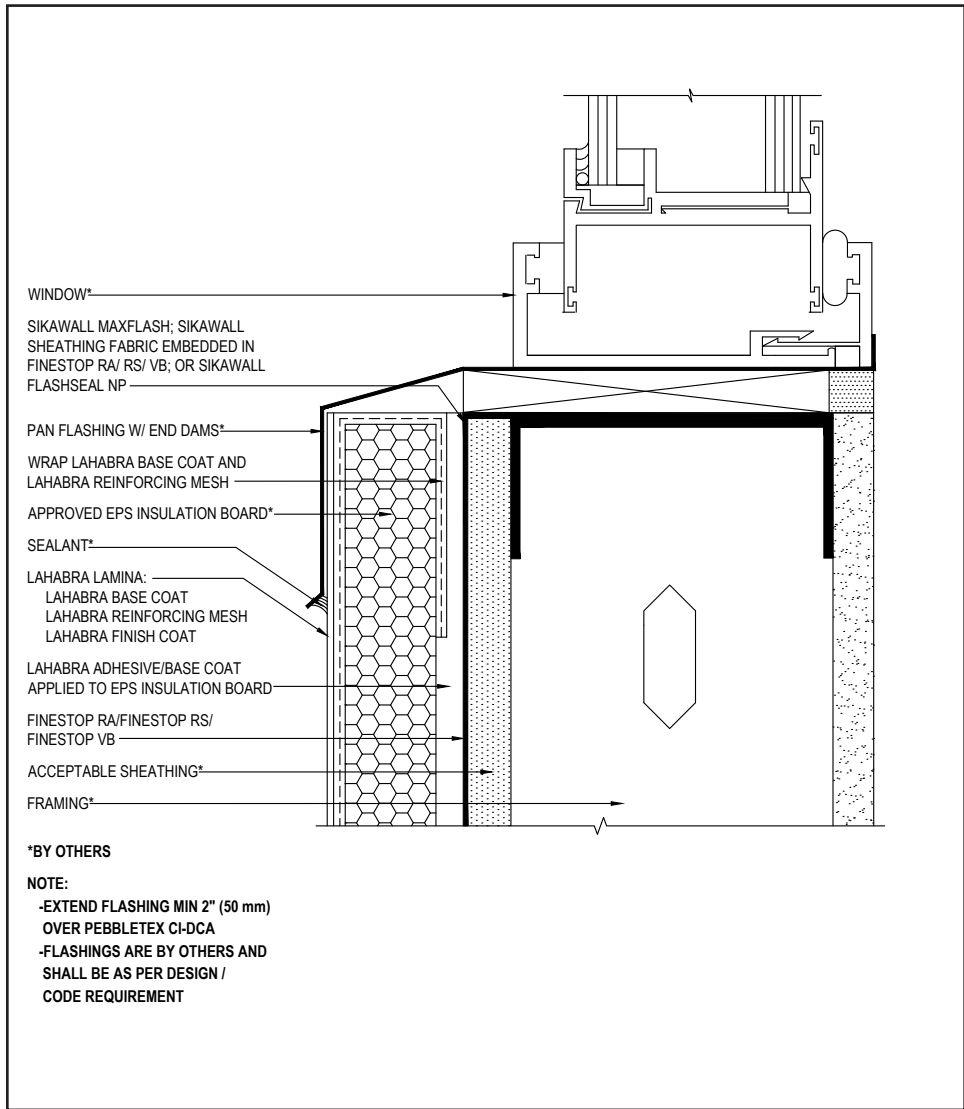 WINDOW*
SIKAWALL MAXFLASH; SIKAWALL
SHEATHING FABRIC EMBEDDED IN
FINESTOP RA/ RS/ VB; OR SIKAWALL
FLASHSEAL NP
PAN FLASHING W/ END DAMS*
WRAP LAHABRA BASE COAT AND
LAHABRA REINFORCING MESH
APPROVED EPS INSULATION BOARD*
SEALANT*
LAHABRA LAMINA:
LAHABRA BASE COAT
LAHABRA REINFORCING MESH
LAHABRA FINISH COAT
LAHABRA ADHESIVE/BASE COAT
APPLIED TO EPS INSULATION BOARD
FINESTOP RA/FINESTOP RS/
FINESTOP VB
ACCEPTABLE SHEATHING*
FRAMING*
*BY OTHERS
NOTE:
-EXTEND FLASHING MIN 2" (50 mm)
OVER PEBBLETEX CI-DCA
-FLASHINGS ARE BY OTHERS AND
SHALL BE AS PER DESIGN /
CODE REQUIREMENT